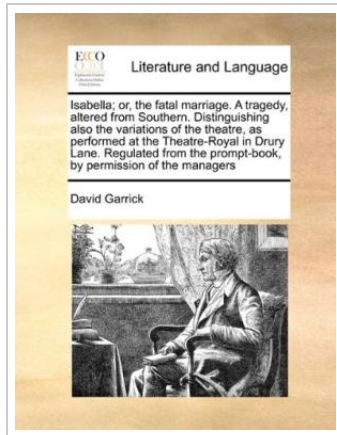 ECCO
Literature and Language
Isabella; or, the fatal marriage. A tragedy,
altered from Southern. Distinguishing
also the variations of the theatre, as
performed at the Theatre-Royal in Drury
Lane. Regulated from the prompt-book,
by permission of the managers
David Garrick